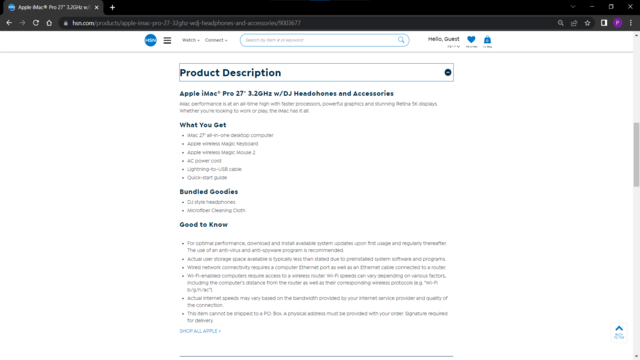 Apple iMac® Pro 27" 3.2GHz w/
hsn.com/products/apple-imac-pro-27-32ghz-wdj-headphones-and-accessories/9003677
P
HSN
Watch
Connect
Search by item # or keyword
Hello, Guest
Product Description
Apple iMac® Pro 27" 3.2GHz w/DJ Headohones and Accessories
iMac performance is at an all-time high with faster processors, powerful graphics and stunning Retina 5K displays.
Whether you're looking to work or play, the iMac has it all.
What You Get
iMac 27" all-in-one desktop computer
Apple wireless Magic Keyboard
Apple wireless Magic Mouse 2
AC power cord
Lightning-to-USB cable
Quick-start guide
Bundled Goodies
DJ style headphones
Microfiber Cleaning Cloth
Good to Know
For optimal performance, download and install available system updates upon first usage and regularly thereafter.
The use of an anti-virus and anti-spyware program is recommended.
Actual user storage space available is typically less than stated due to preinstalled system software and programs.
Wired network connectivity requires a computer Ethernet port as well as an Ethernet cable connected to a router.
Wi-Fi-enabled computers require access to a wireless router. Wi-Fi speeds can vary depending on various factors,
including the computer's distance from the router as well as their corresponding wireless protocols (e.g. "Wi-Fi
b/g/n/ac").
Actual internet speeds may vary based on the bandwidth provided by your internet service provider and quality of
the connection.
This item cannot be shipped to a P.O. Box. A physical address must be provided with your order. Signature required
for delivery.
SHOP ALL APPLE >
BACK
TO TOP